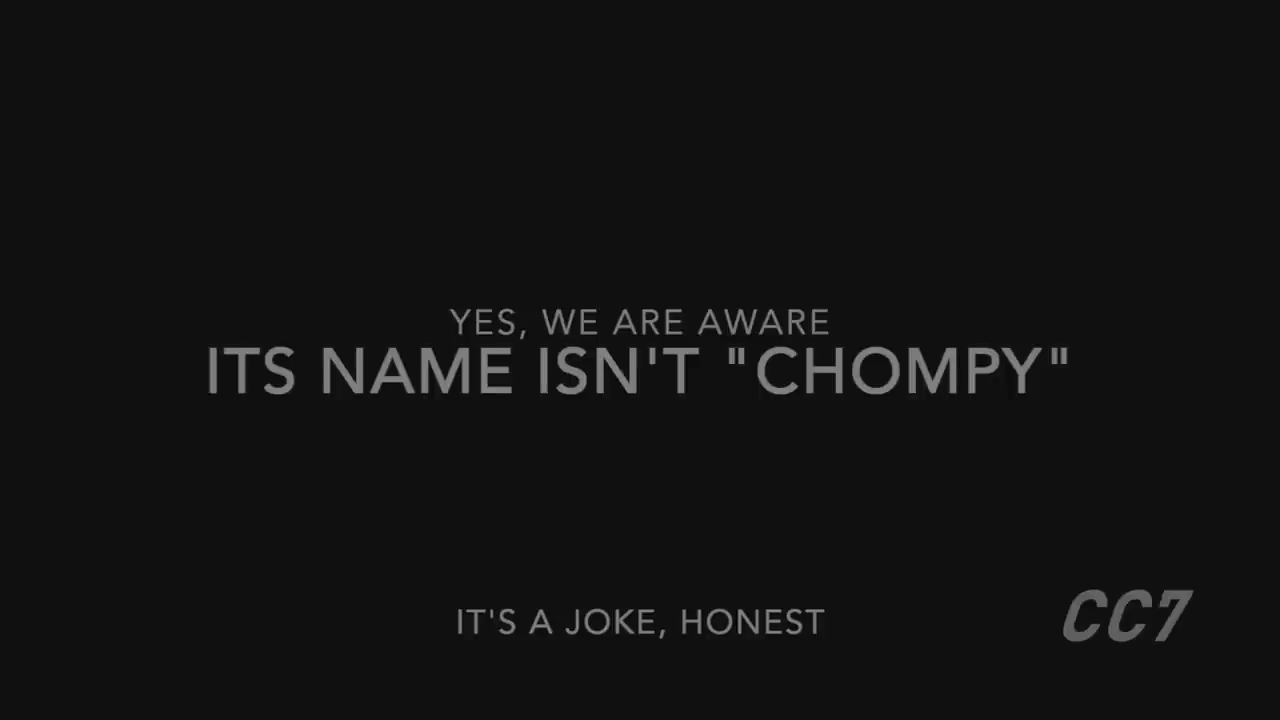 YES, WE ARE AWARE
ITS NAME ISN'T "CHOMPY"
IT'S A JOKE, HONEST
CC7